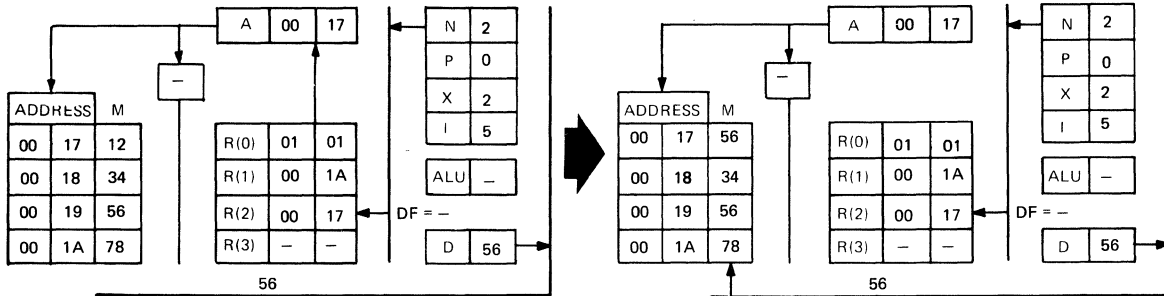 A 00 17
N 2
P 0
X 2
I 5
ADDRESS M
00 17 12
00 18 34
00 19 56
00 1A 78
R(0) 01 01
R(1) 00 1A
R(2) 00 17
R(3) – –
–
ALU –
DF = –
D 56
56
A 00 17
N 2
P 0
X 2
I 5
ADDRESS M
00 17 56
00 18 34
00 19 56
00 1A 78
R(0) 01 01
R(1) 00 1A
R(2) 00 17
R(3) – –
–
ALU –
DF = –
D 56
56